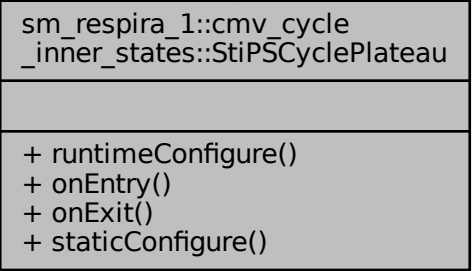 sm_respira_1::cmv_cycle
_inner_states::StiPSCyclePlateau
+ runtimeConfigure()
+ onEntry()
+ onExit()
+ staticConfigure()